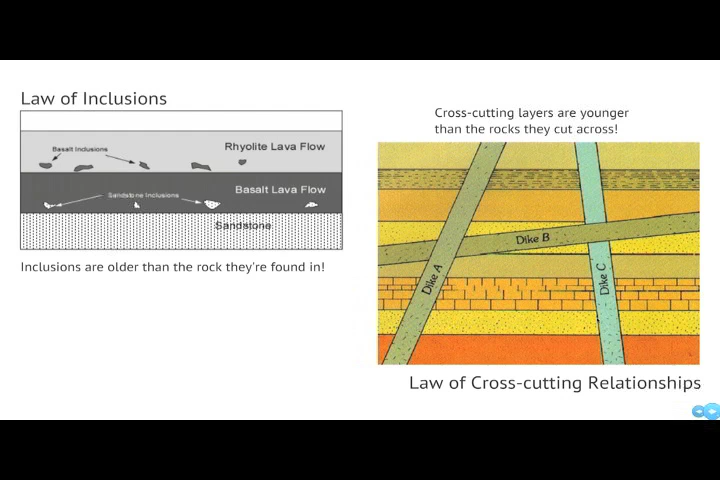 Law of Inclusions
Basalt Inclusions
Rhyolite Lava Flow
Basalt Lava Flow
Sandstone Inclusions
Sandstone
Inclusions are older than the rock they're found in!
Cross-cutting layers are younger
than the rocks they cut across!
Dike B
Dike A
Dike C
Law of Cross-cutting Relationships